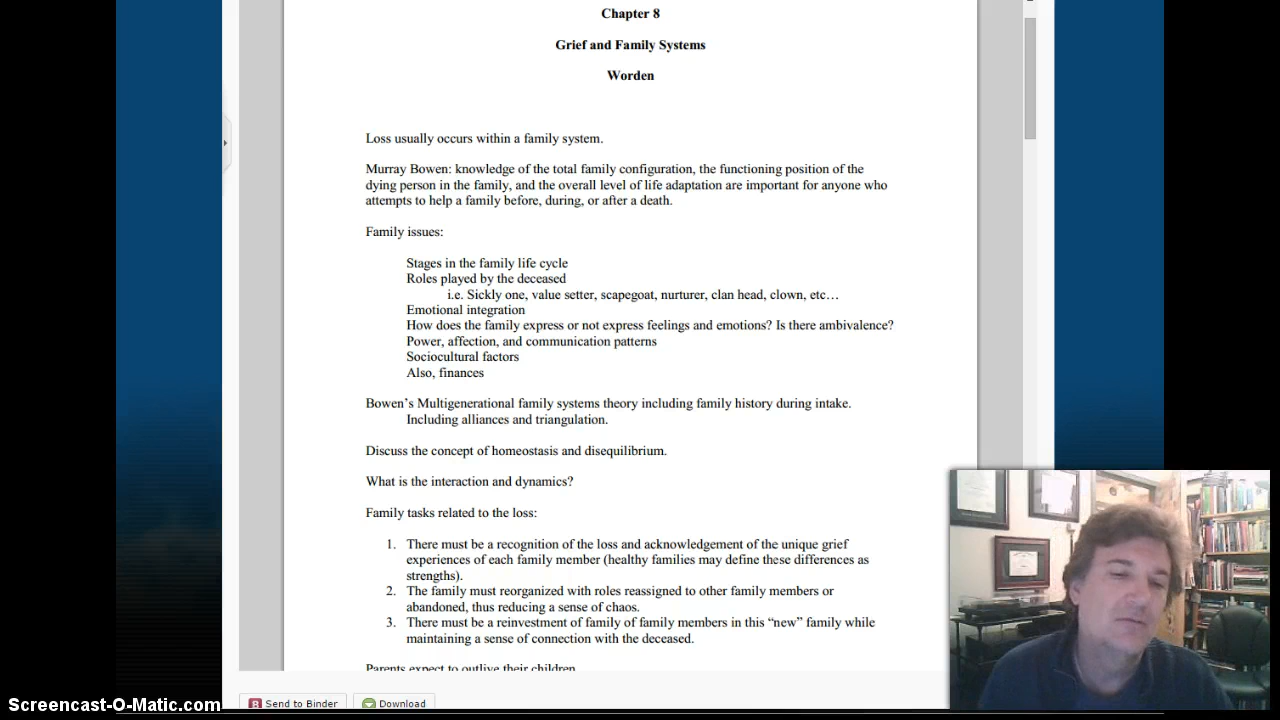 Chapter 8
Grief and Family Systems
Worden
Loss usually occurs within a family system.
Murray Bowen: knowledge of the total family configuration, the functioning position of the
dying person in the family, and the overall level of life adaptation are important for anyone who
attempts to help a family before, during, or after a death.
Family issues:
Stages in the family life cycle
Roles played by the deceased
i.e. Sickly one, value setter, scapegoat, nurturer, clan head, clown, etc…
Emotional integration
How does the family express or not express feelings and emotions? Is there ambivalence?
Power, affection, and communication patterns
Sociocultural factors
Also, finances
Bowen’s Multigenerational family systems theory including family history during intake.
Including alliances and triangulation.
Discuss the concept of homeostasis and disequilibrium.
What is the interaction and dynamics?
Family tasks related to the loss:
1. There must be a recognition of the loss and acknowledgement of the unique grief
experiences of each family member (healthy families may define these differences as
strengths).
2. The family must reorganized with roles reassigned to other family members or
abandoned, thus reducing a sense of chaos.
3. There must be a reinvestment of family of family members in this “new” family while
maintaining a sense of connection with the deceased.
Parents expect to outlive their children
Send to Binder
Download
Screencast-O-Matic.com